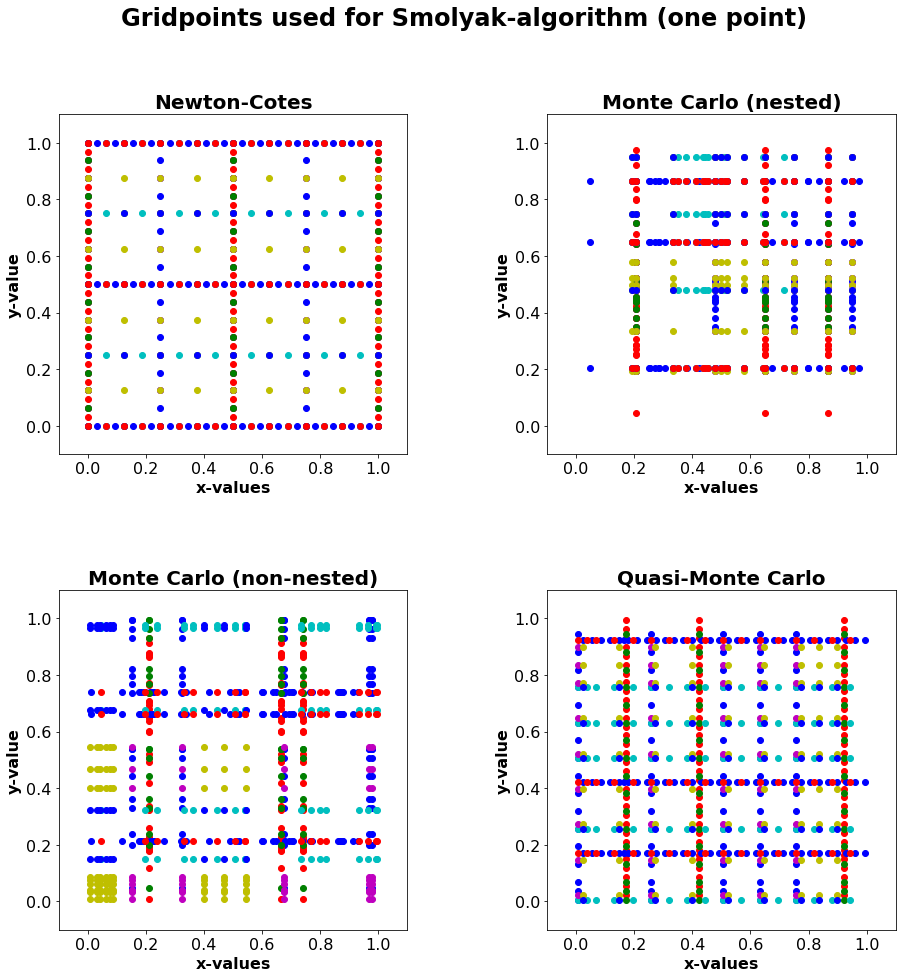 Gridpoints used for Smolyak-algorithm (one point)
Newton-Cotes
1.0
0.8
0.6
0.4
0.2
0.0
y-value
0.0 0.2 0.4 0.6 0.8 1.0
x-values
Monte Carlo (nested)
1.0
0.8
0.6
0.4
0.2
0.0
y-value
0.0 0.2 0.4 0.6 0.8 1.0
x-values
Monte Carlo (non-nested)
1.0
0.8
0.6
0.4
0.2
0.0
y-value
0.0 0.2 0.4 0.6 0.8 1.0
x-values
Quasi-Monte Carlo
1.0
0.8
0.6
0.4
0.2
0.0
y-value
0.0 0.2 0.4 0.6 0.8 1.0
x-values